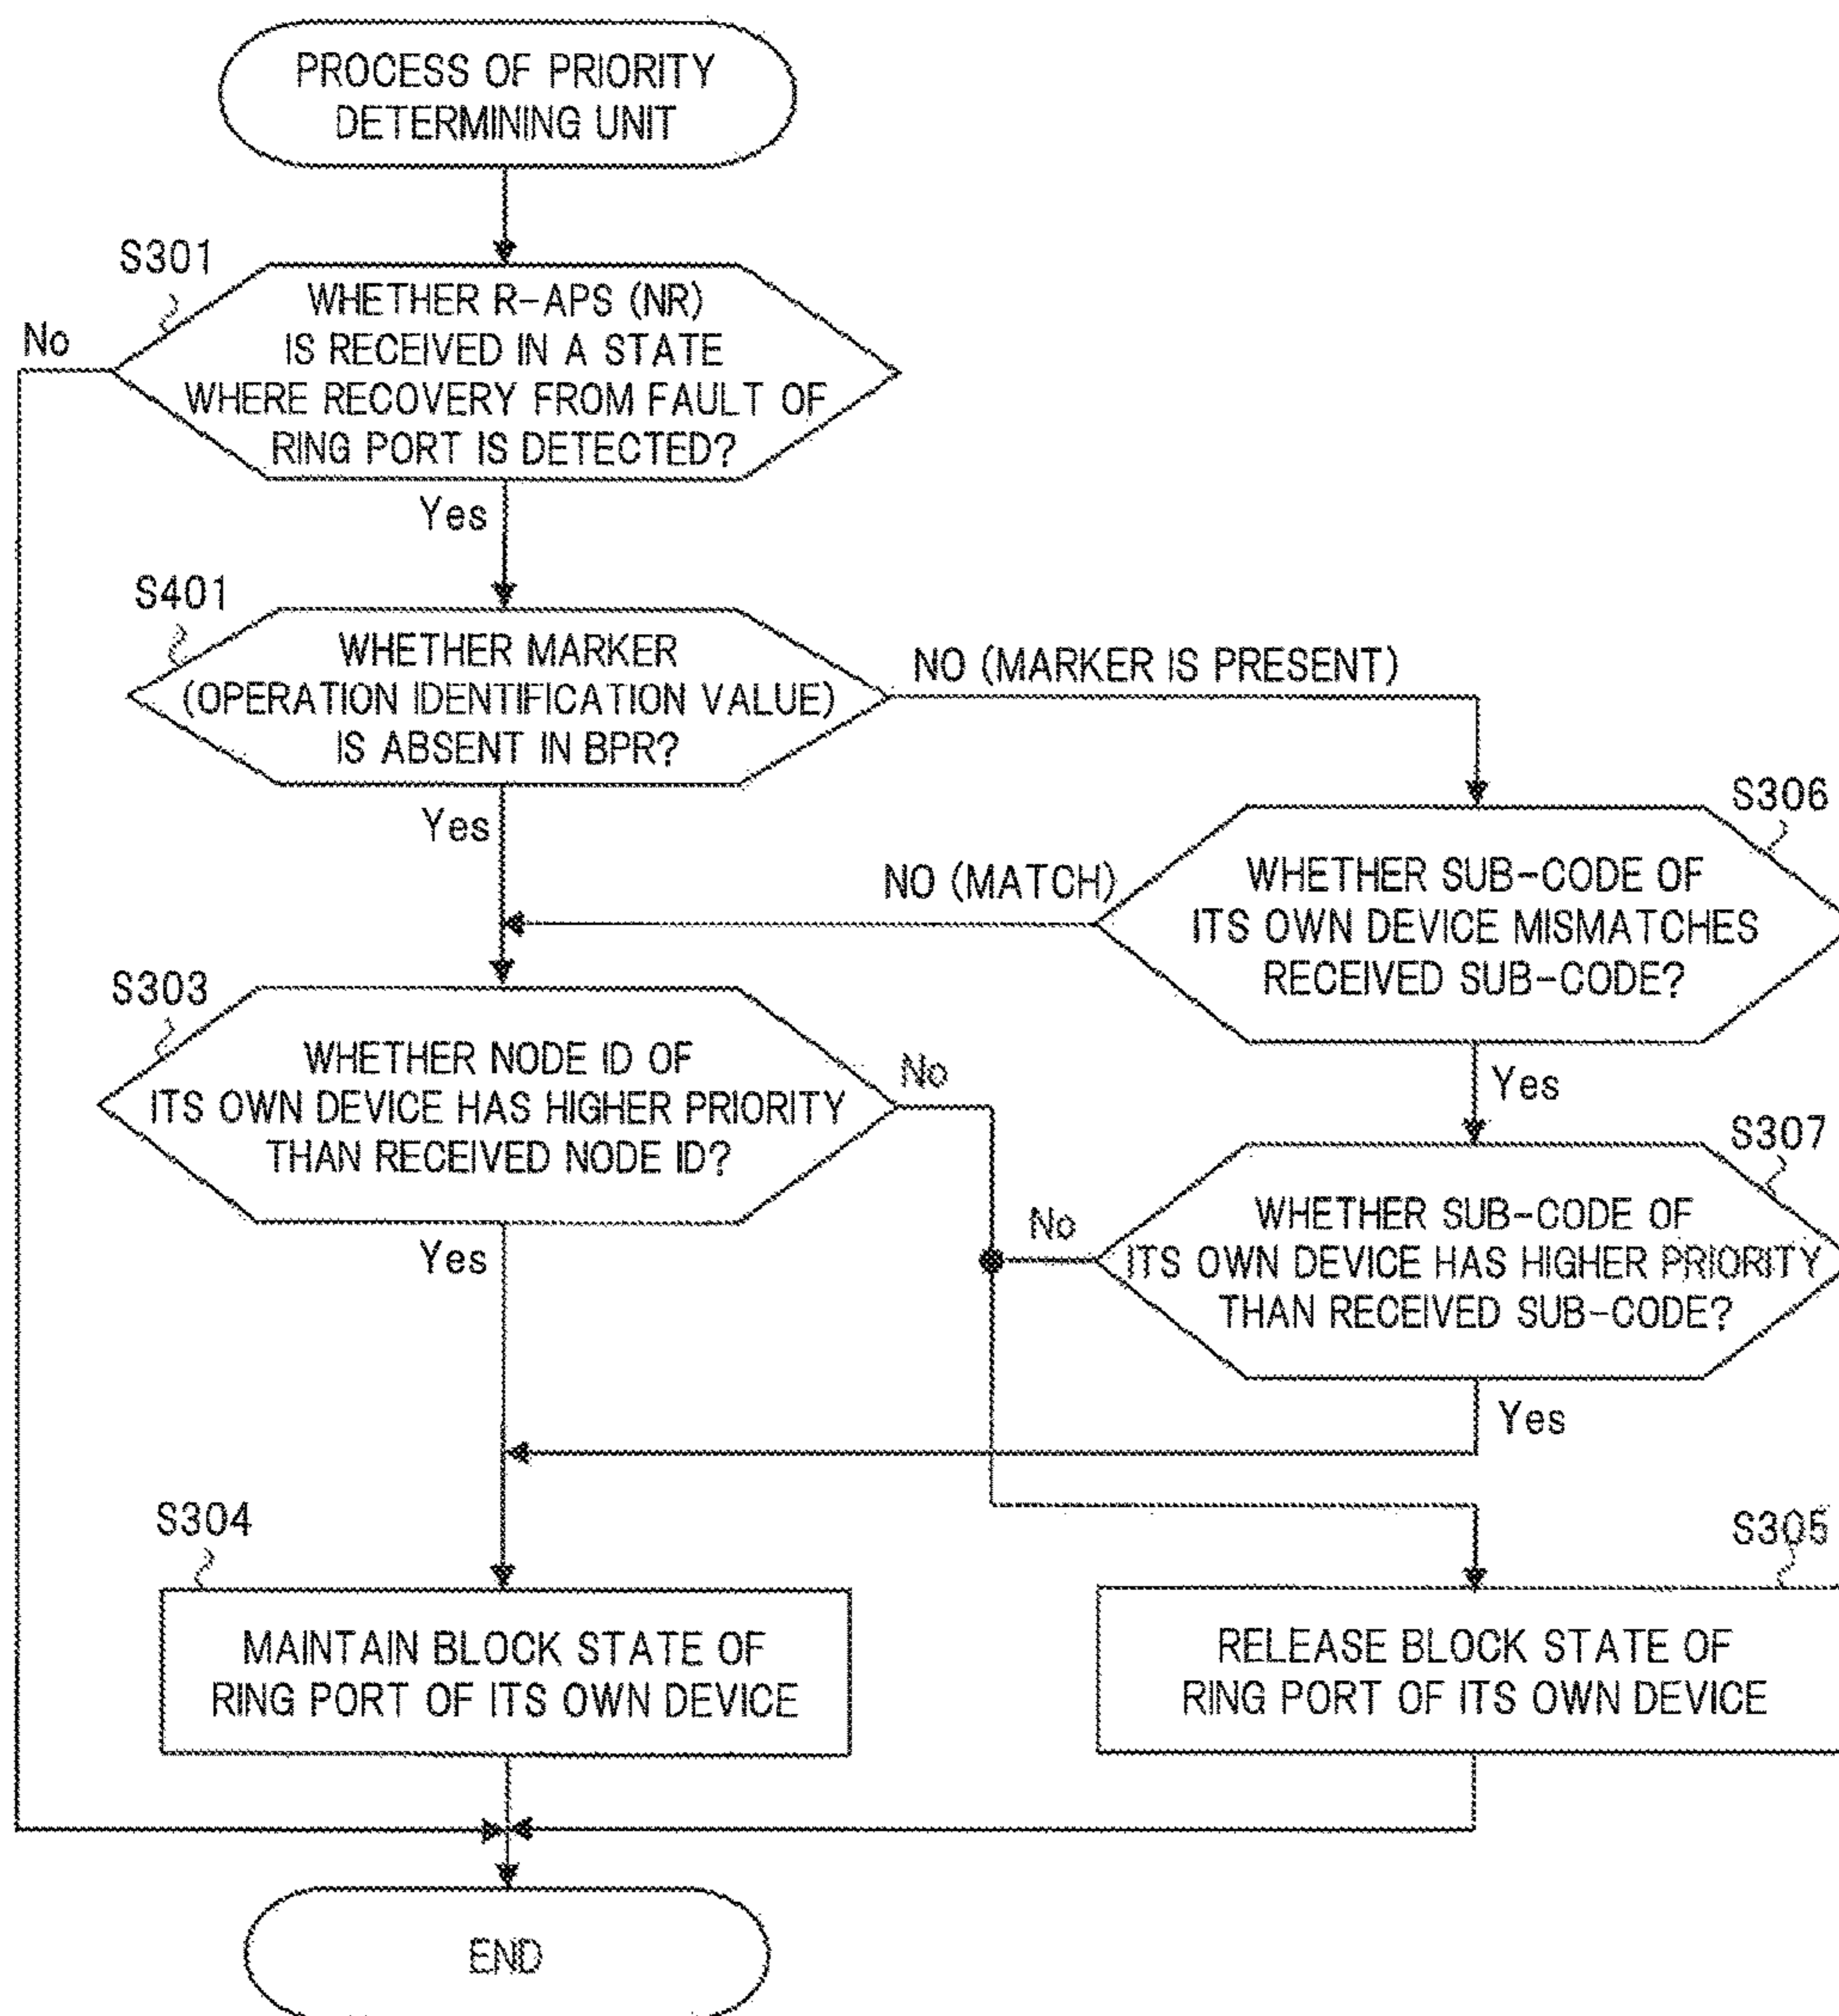 PROCESS OF PRIORITY
DETERMINING UNIT
S301
WHETHER R-APS (NR)
IS RECEIVED IN A STATE
WHERE RECOVERY FROM FAULT OF
RING PORT IS DETECTED?
No
Yes
S401
WHETHER MARKER
(OPERATION IDENTIFICATION VALUE)
IS ABSENT IN BPR?
NO (MARKER IS PRESENT)
Yes
S306
WHETHER SUB-CODE OF
ITS OWN DEVICE MISMATCHES
RECEIVED SUB-CODE?
NO (MATCH)
Yes
S303
WHETHER NODE ID OF
ITS OWN DEVICE HAS HIGHER PRIORITY
THAN RECEIVED NODE ID?
No
Yes
S307
WHETHER SUB-CODE OF
ITS OWN DEVICE HAS HIGHER PRIORITY
THAN RECEIVED SUB-CODE?
No
Yes
S304
MAINTAIN BLOCK STATE OF
RING PORT OF ITS OWN DEVICE
S305
RELEASE BLOCK STATE OF
RING PORT OF ITS OWN DEVICE
END